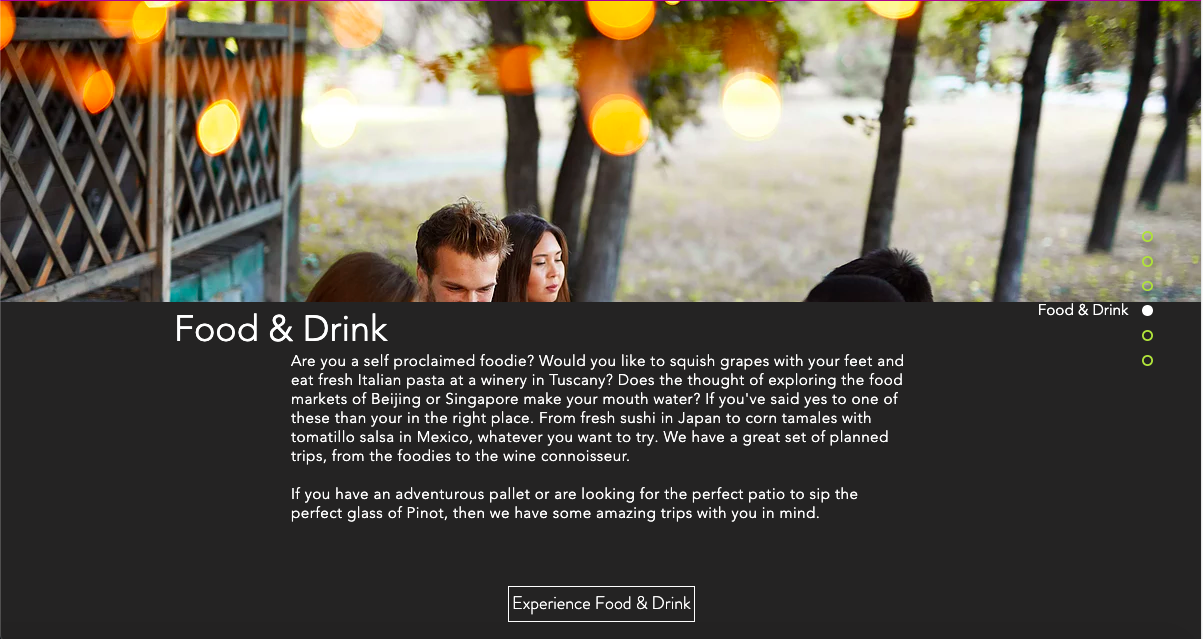 Food & Drink
Food & Drink
Are you a self proclaimed foodie? Would you like to squish grapes with your feet and
eat fresh Italian pasta at a winery in Tuscany? Does the thought of exploring the food
markets of Beijing or Singapore make your mouth water? If you've said yes to one of
these than your in the right place. From fresh sushi in Japan to corn tamales with
tomatillo salsa in Mexico, whatever you want to try. We have a great set of planned
trips, from the foodies to the wine connoisseur.
If you have an adventurous pallet or are looking for the perfect patio to sip the
perfect glass of Pinot, then we have some amazing trips with you in mind.
Experience Food & Drink